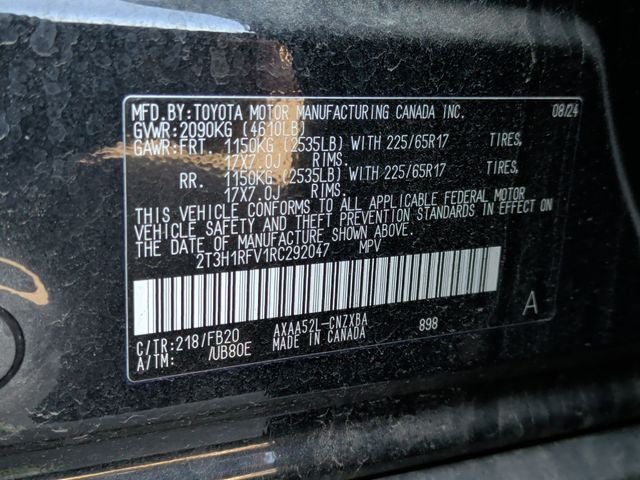 MFD.BY:TOYOTA MOTOR MANUFACTURING CANADA INC. 08/24
GVWR:2090KG (4610LB)
GAWR:FRT. 1150KG (2535LB) WITH 225/65R17 TIRES,
17X7.0J RIMS.
RR. 1150KG (2535LB) WITH 225/65R17 TIRES,
17X7.0J RIMS.
THIS VEHICLE CONFORMS TO ALL APPLICABLE FEDERAL MOTOR
VEHICLE SAFETY AND THEFT PREVENTION STANDARDS IN EFFECT ON
THE DATE OF MANUFACTURE SHOWN ABOVE.
2T3H1RFV1RC292047 MPV
A
C/TR:218/FB20 AXAA52L-CNZXBA 898
A/TM: /UB80E MADE IN CANADA